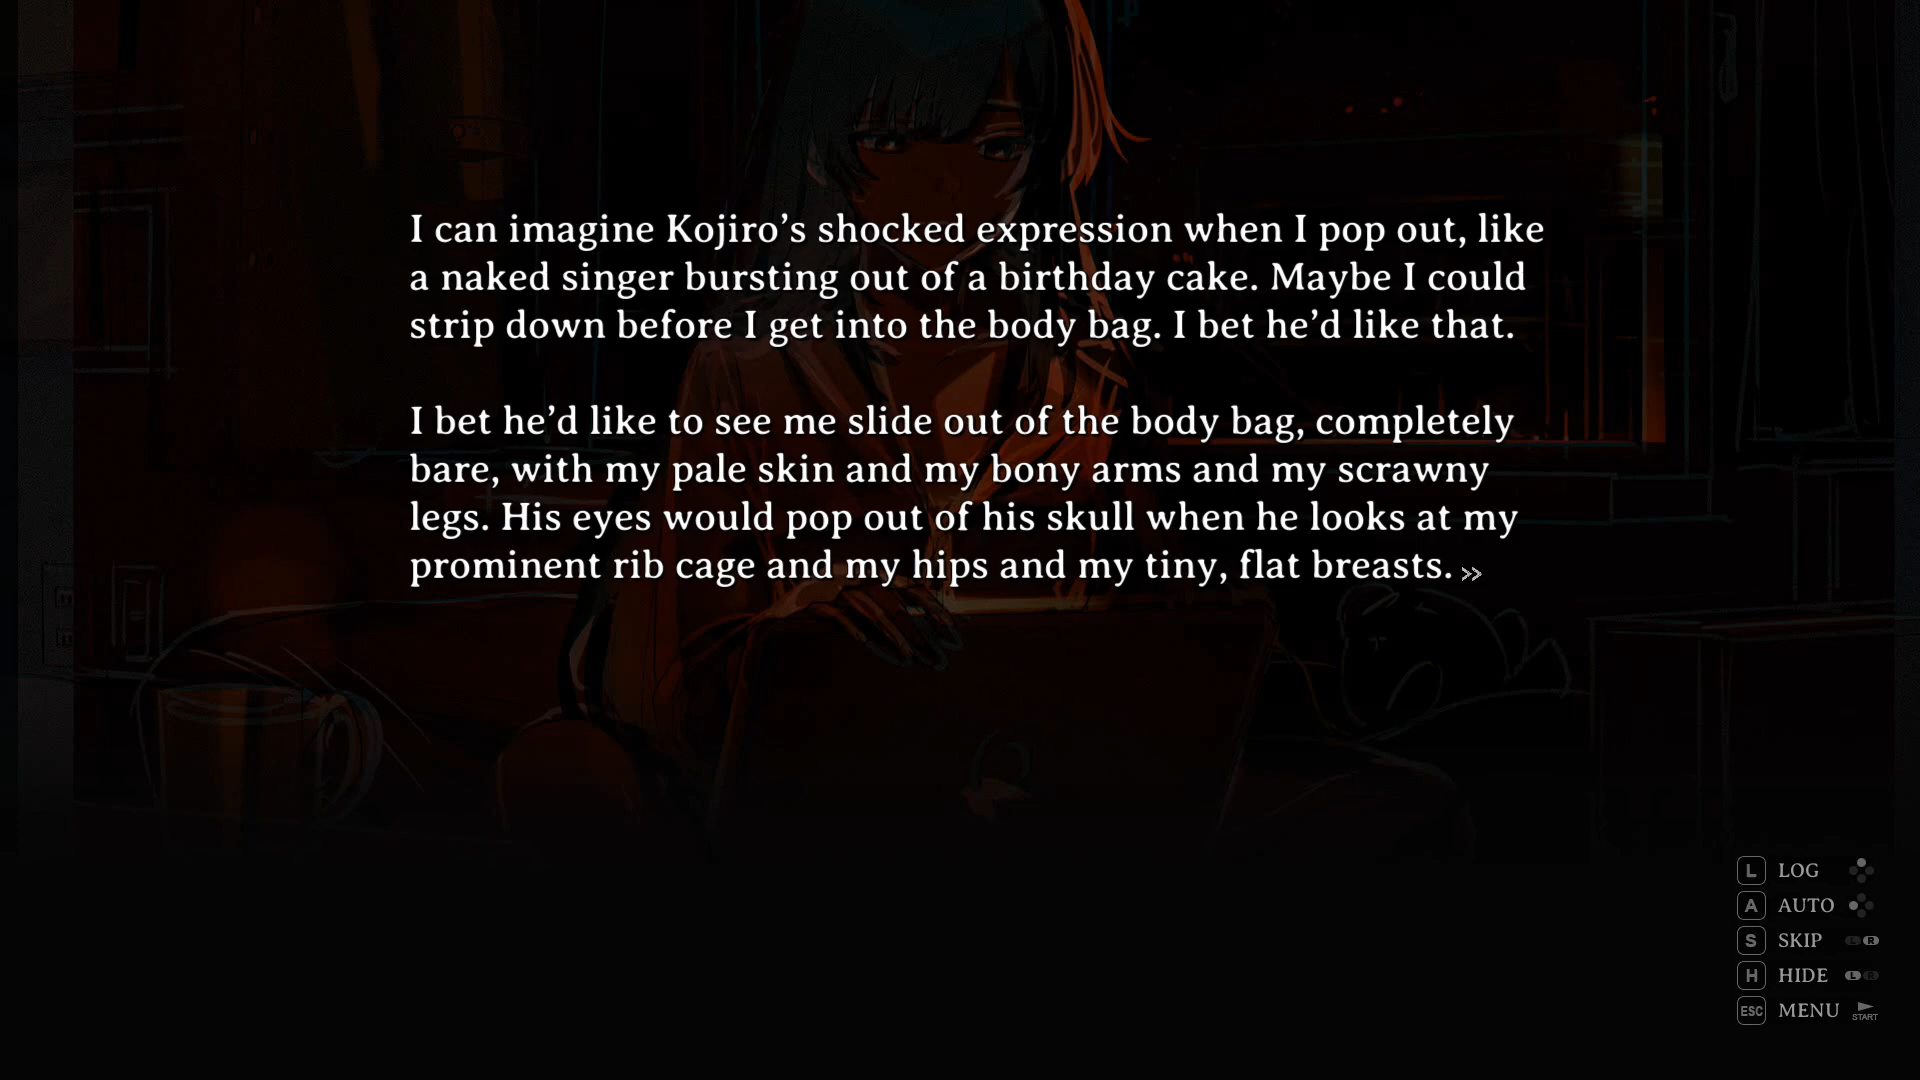 I can imagine Kojiro’s shocked expression when I pop out, like
a naked singer bursting out of a birthday cake. Maybe I could
strip down before I get into the body bag. I bet he’d like that.
I bet he’d like to see me slide out of the body bag, completely
bare, with my pale skin and my bony arms and my scrawny
legs. His eyes would pop out of his skull when he looks at my
prominent rib cage and my hips and my tiny, flat breasts.
L LOG
A AUTO
S SKIP L R
H HIDE L R
ESC MENU START